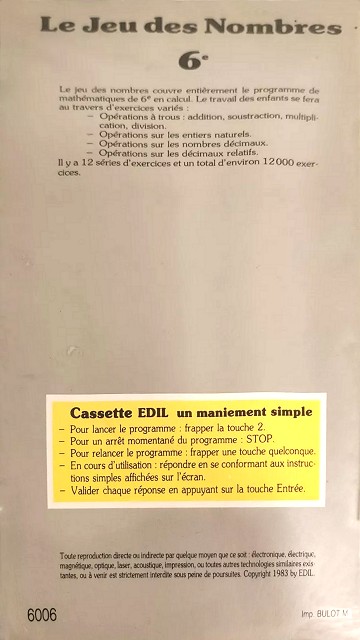 Le Jeu des Nombres
6e
Le jeu des nombres couvre entièrement le programme de
mathématiques de 6e en calcul. Le travail des enfants se fera
au travers d'exercices variés :
— Opérations à trous : addition, soustraction, multipli-
cation, division.
— Opérations sur les entiers naturels.
— Opérations sur les nombres décimaux.
— Opérations sur les décimaux relatifs.
Il y a 12 séries d'exercices et un total d'environ 12000 exer-
cices.
Cassette EDIL un maniement simple
— Pour lancer le programme : frapper la touche 2.
— Pour un arrêt momentané du programme : STOP.
— Pour relancer le programme : frapper une touche quelconque.
— En cours d'utilisation : répondre en se conformant aux instruc-
tions simples affichées sur l'écran.
— Valider chaque réponse en appuyant sur la touche Entrée.
Toute reproduction directe ou indirecte par quelque moyen que ce soit : électronique, électrique,
magnétique, optique, laser, acoustique, impression, ou toutes autres technologies similaires exis-
tantes, ou à venir est strictement interdite sous peine de poursuites. Copyright 1983 by EDIL.
6006
Imp. BULOT M.